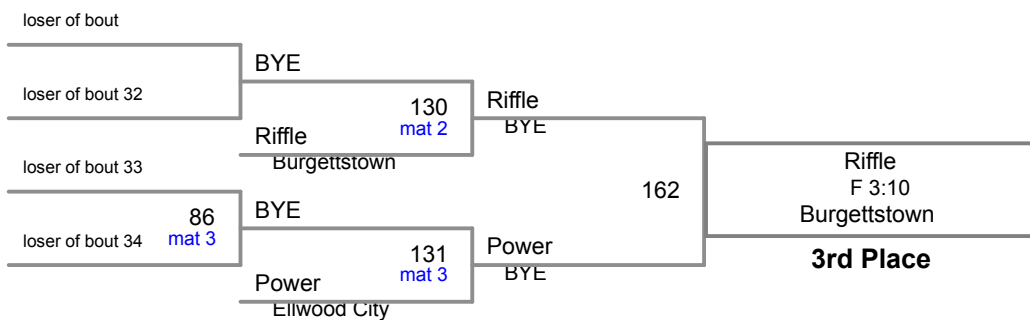 loser of bout
BYE
loser of bout 32
130
mat 2
Riffle
BYE
Riffle
Burgettstown
loser of bout 33
162
Riffle
F 3:10
Burgettstown
3rd Place
86
mat 3
BYE
loser of bout 34
131
mat 3
Power
BYE
Power
Ellwood City